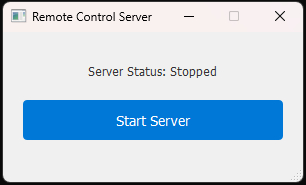 Remote Control Server
Server Status: Stopped
Start Server